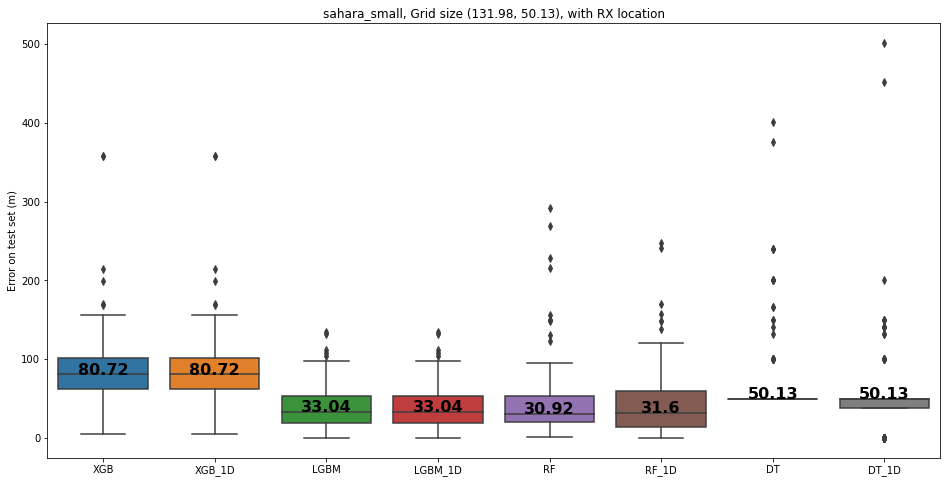 sahara_small, Grid size (131.98, 50.13), with RX location
Error on test set (m)
500
400
300
200
100
0
80.72
80.72
33.04
33.04
30.92
31.6
50.13
50.13
XGB
XGB_1D
LGBM
LGBM_1D
RF
RF_1D
DT
DT_1D